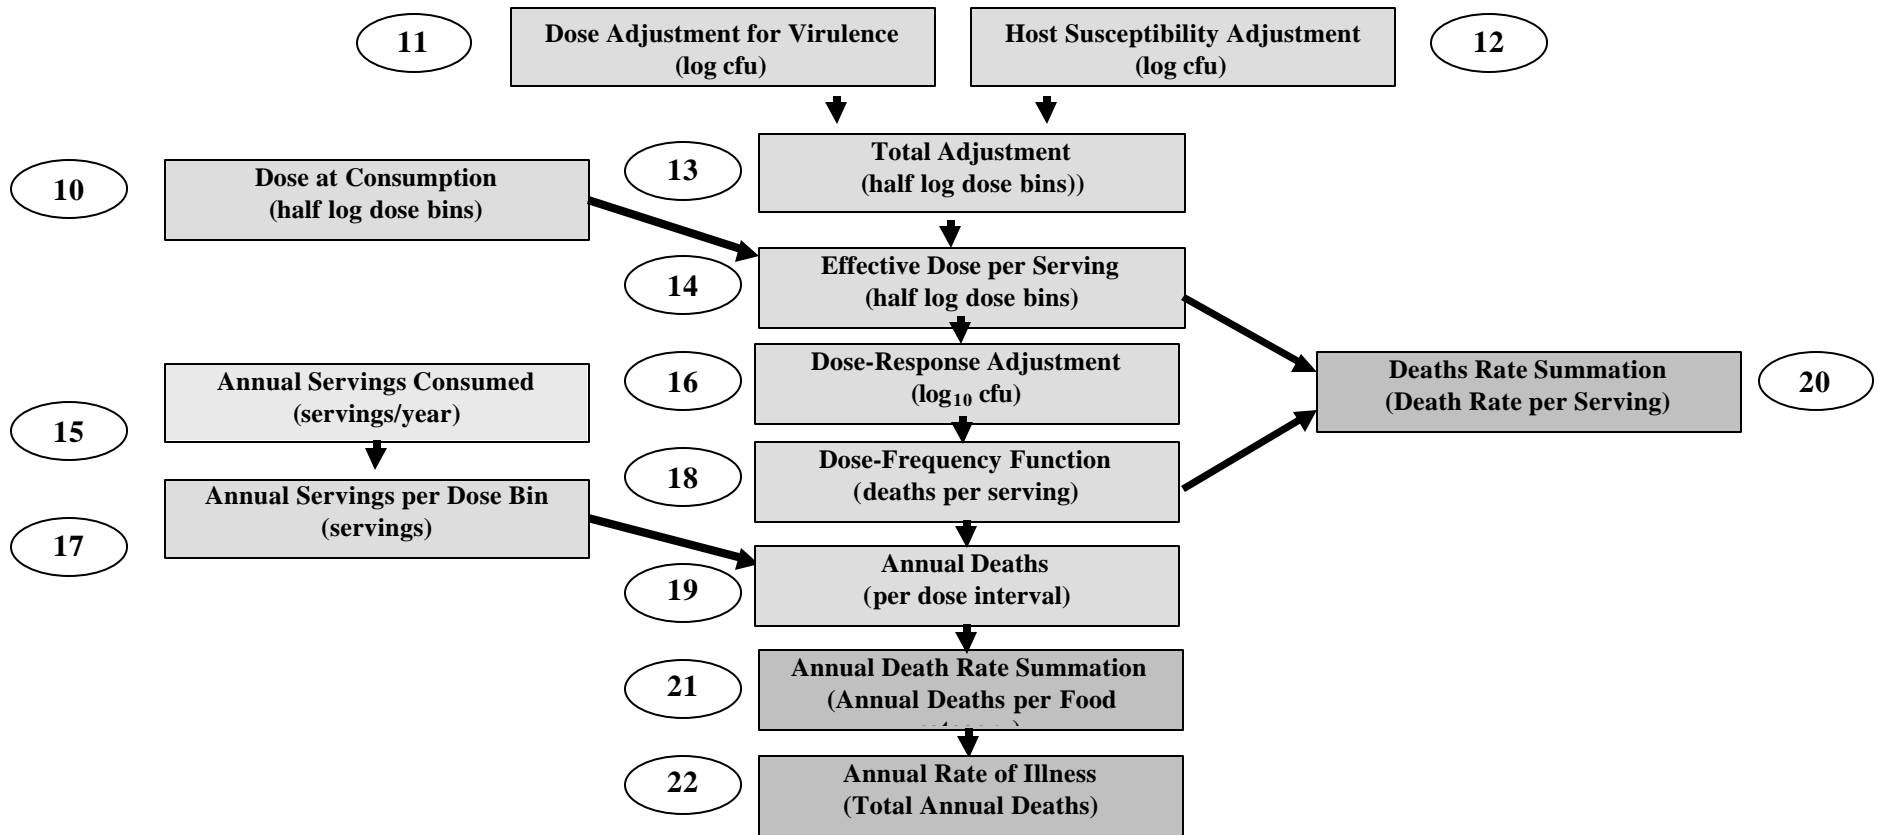 11
Dose Adjustment for Virulence
(log cfu)
Host Susceptibility Adjustment
(log cfu)
12
10
Dose at Consumption
(half log dose bins)
13
Total Adjustment
(half log dose bins))
14
Effective Dose per Serving
(half log dose bins)
15
Annual Servings Consumed
(servings/year)
16
Dose-Response Adjustment
(log₁₀ cfu)
Deaths Rate Summation
(Death Rate per Serving)
20
17
Annual Servings per Dose Bin
(servings)
18
Dose-Frequency Function
(deaths per serving)
19
Annual Deaths
(per dose interval)
21
Annual Death Rate Summation
(Annual Deaths per Food
22
Annual Rate of Illness
(Total Annual Deaths)